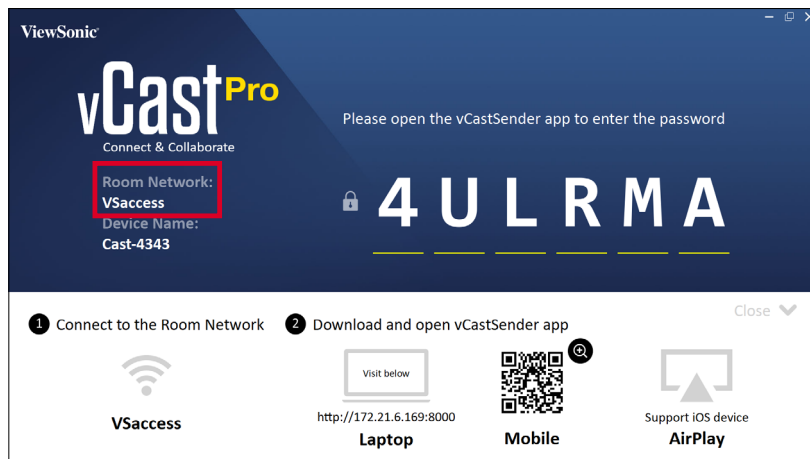 ViewSonic
vCastPro
Connect & Collaborate
Room Network:
VSaccess
Device Name:
Cast-4343
Please open the vCastSender app to enter the password
4ULRMA
Close
1 Connect to the Room Network
VSaccess
2 Download and open vCastSender app
Visit below
http://172.21.6.169:8000
Laptop
Mobile
Support iOS device
AirPlay